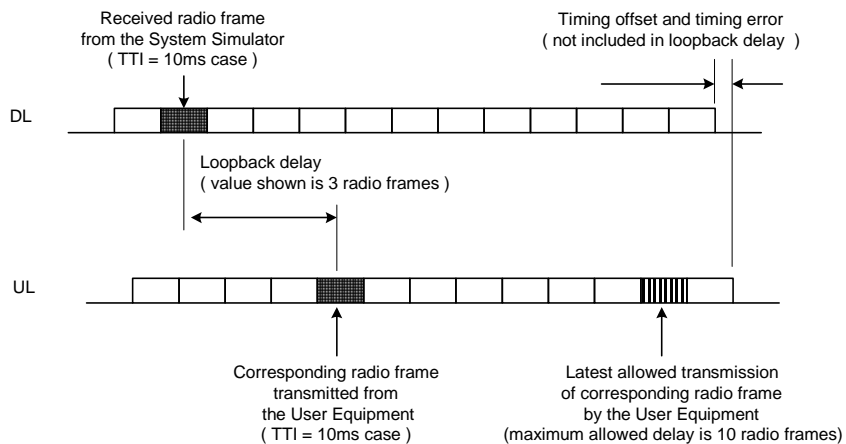 Received radio frame
from the System Simulator
( TTI = 10ms case )
Timing offset and timing error
( not included in loopback delay )
DL
Loopback delay
( value shown is 3 radio frames )
UL
Corresponding radio frame
transmitted from
the User Equipment
( TTI = 10ms case )
Latest allowed transmission
of corresponding radio frame
by the User Equipment
(maximum allowed delay is 10 radio frames)